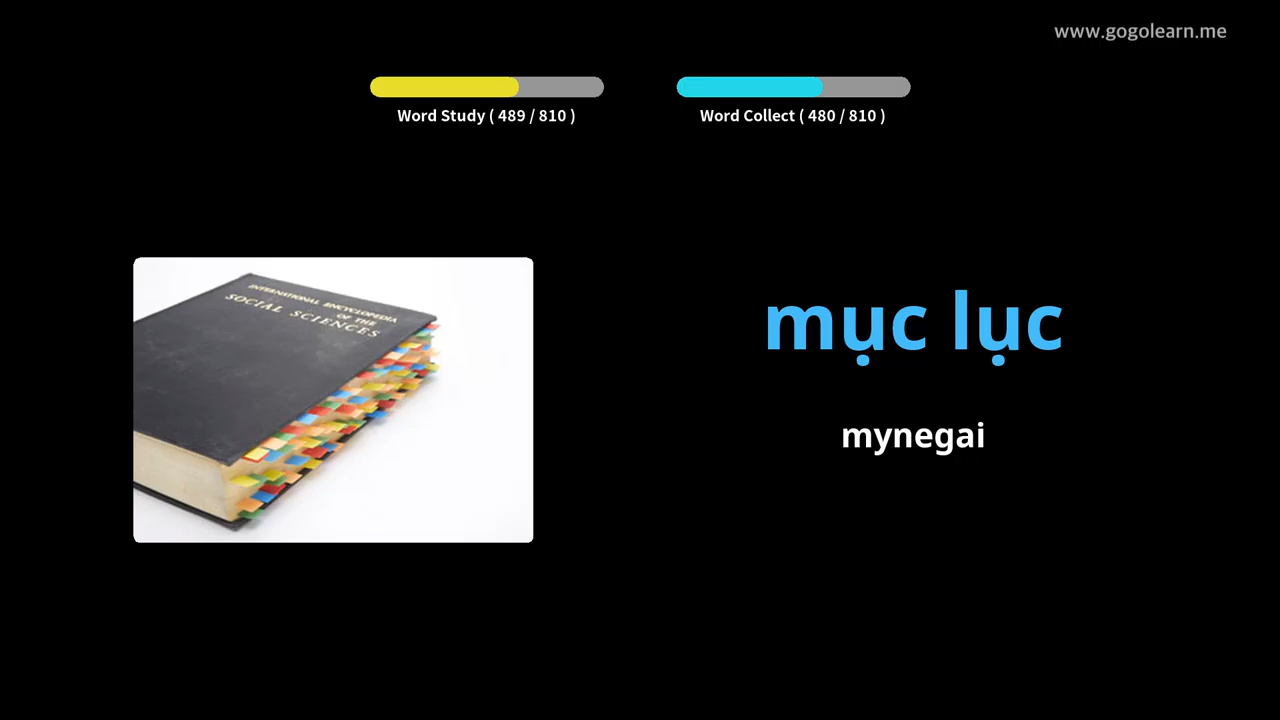 www.gogolearn.me
Word Study ( 489 / 810 )
Word Collect ( 480 / 810 )
INTERNATIONAL ENCYCLOPEDIA
OF THE
SOCIAL SCIENCES
mục lục
mynegai